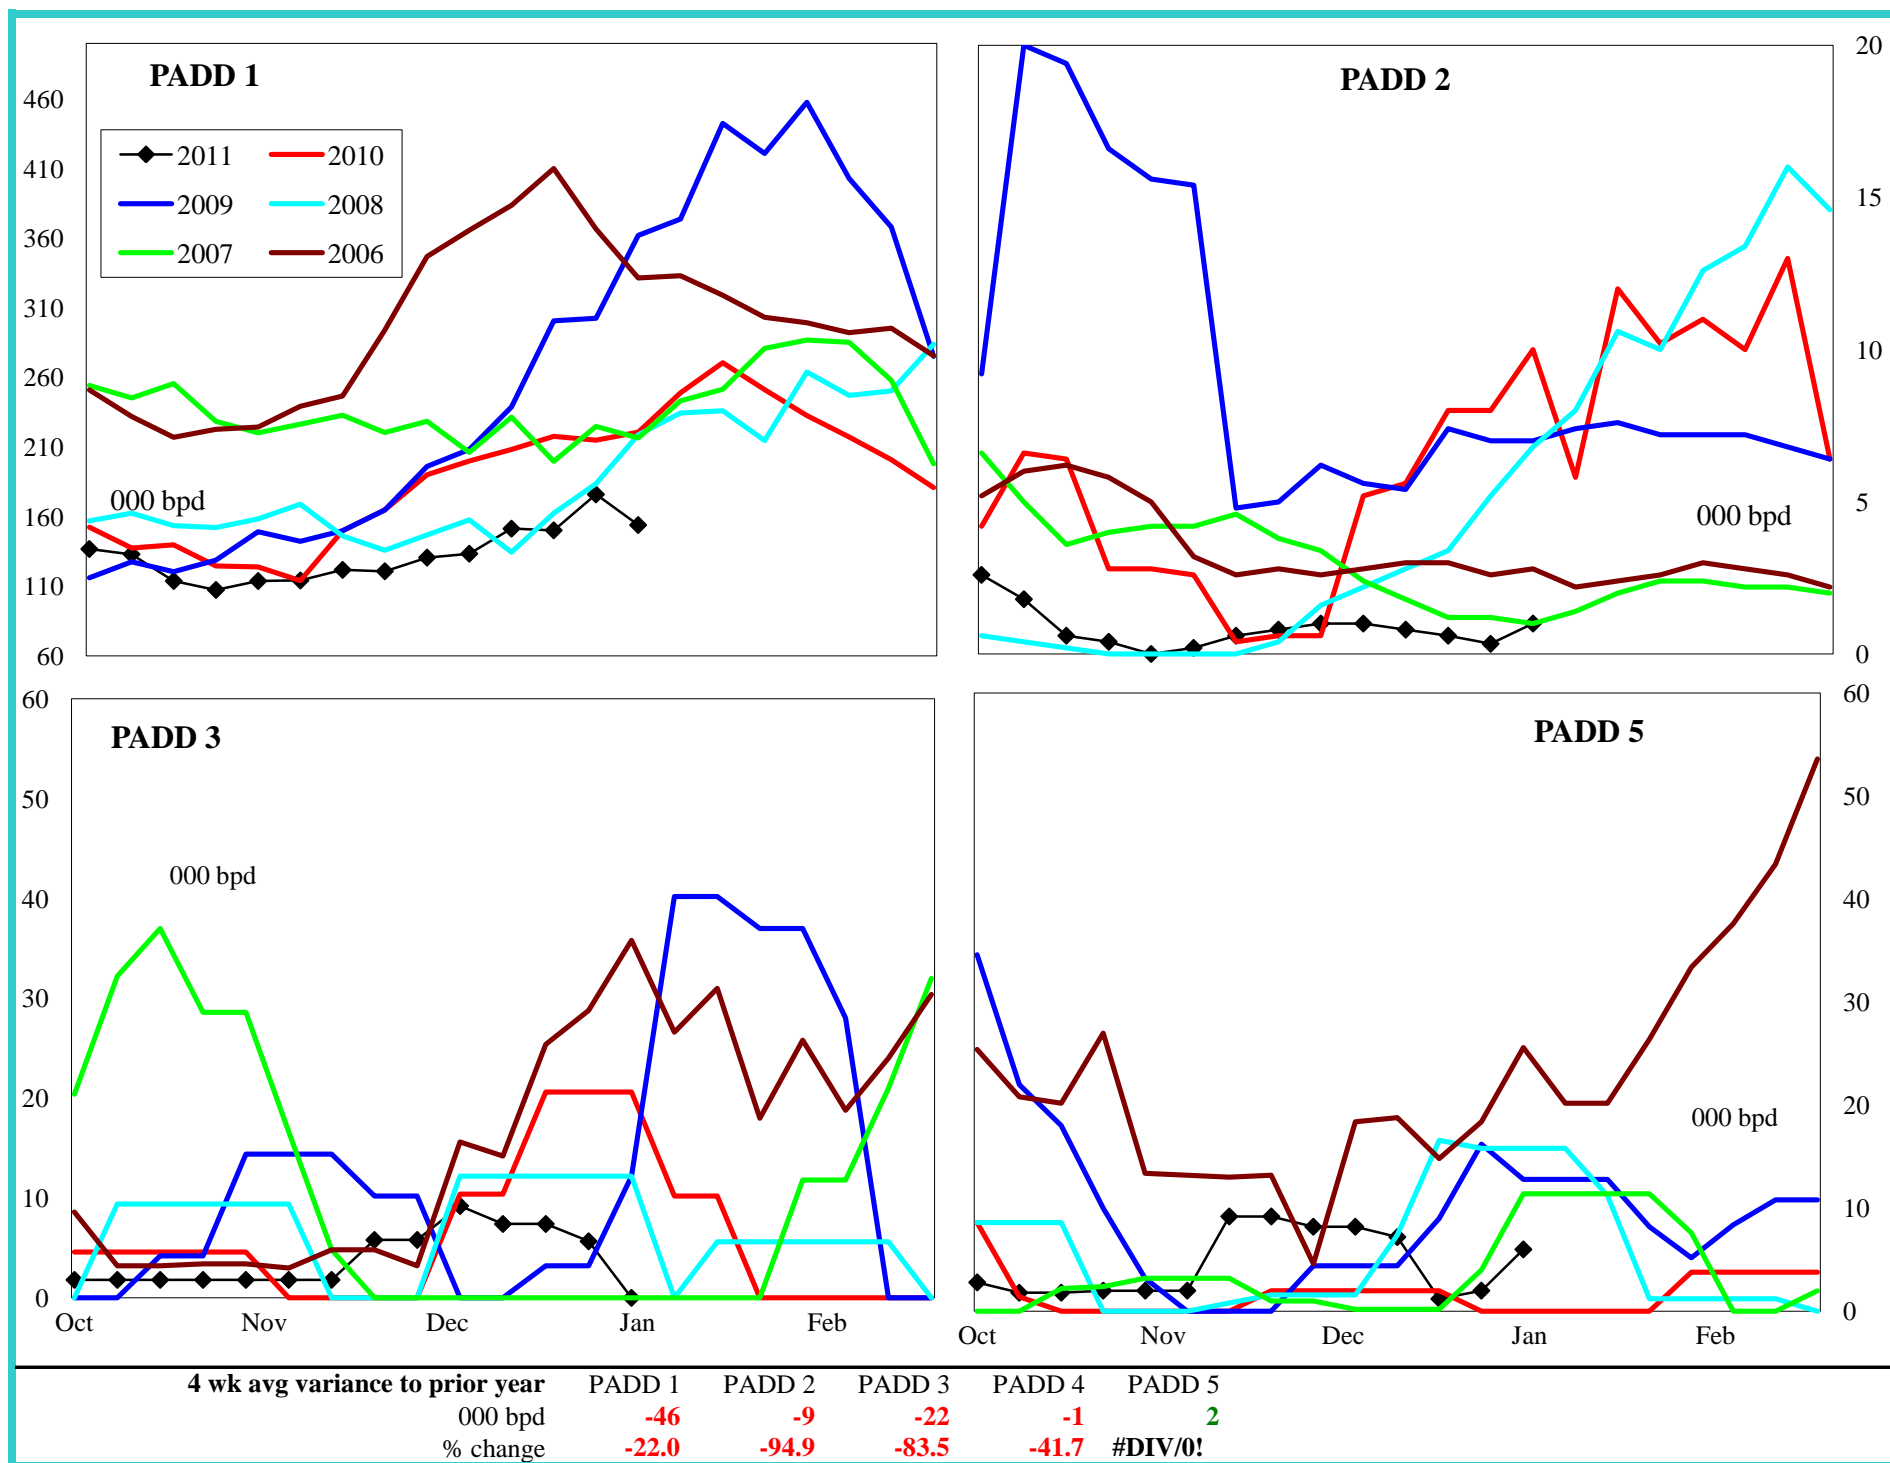 PADD 1
460
410
360
310
260
210
160
110
60
2011 2010
2009 2008
2007 2006
000 bpd
PADD 2
20
15
10
5
0
000 bpd
PADD 3
60
50
40
30
20
10
0
000 bpd
Oct Nov Dec Jan Feb
PADD 5
60
50
40
30
20
10
0
000 bpd
Oct Nov Dec Jan Feb
4 wk avg variance to prior year PADD 1 PADD 2 PADD 3 PADD 4 PADD 5
000 bpd -46 -9 -22 -1 2
% change -22.0 -94.9 -83.5 -41.7 #DIV/0!